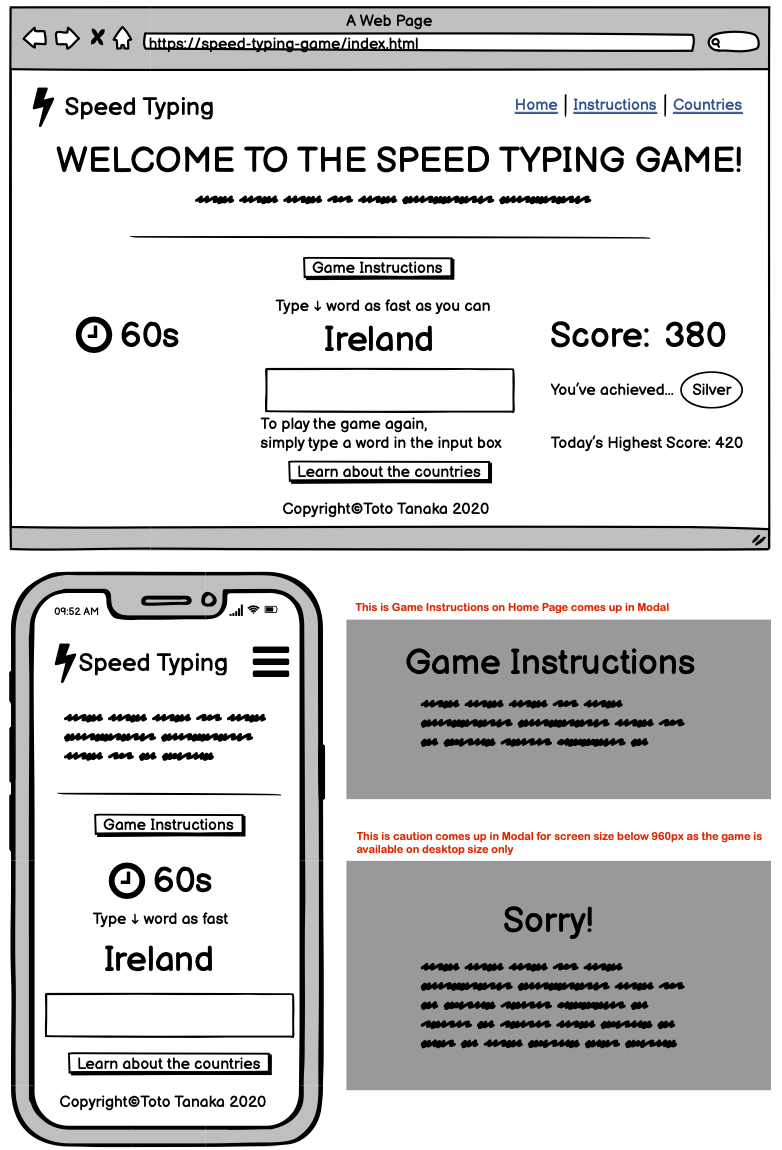 A Web Page
https://speed-typing-game/index.html
Speed Typing
Home | Instructions | Countries
WELCOME TO THE SPEED TYPING GAME!
Game Instructions
Type ↓ word as fast as you can
60s
Ireland
Score: 380
You've achieved... Silver
To play the game again,
simply type a word in the input box
Today's Highest Score: 420
Learn about the countries
Copyright©Toto Tanaka 2020
09:52 AM
Speed Typing
Game Instructions
60s
Type ↓ word as fast
Ireland
Learn about the countries
Copyright©Toto Tanaka 2020
This is Game Instructions on Home Page comes up in Modal
Game Instructions
This is caution comes up in Modal for screen size below 960px as the game is
available on desktop size only
Sorry!